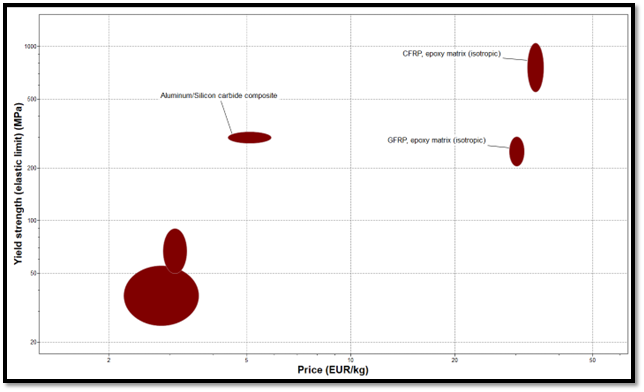 Yield strength (elastic limit) (MPa)
1000
500
200
100
50
20
CFRP, epoxy matrix (isotropic)
Aluminum/Silicon carbide composite
GFRP, epoxy matrix (isotropic)
2
5
10
20
50
Price (EUR/kg)